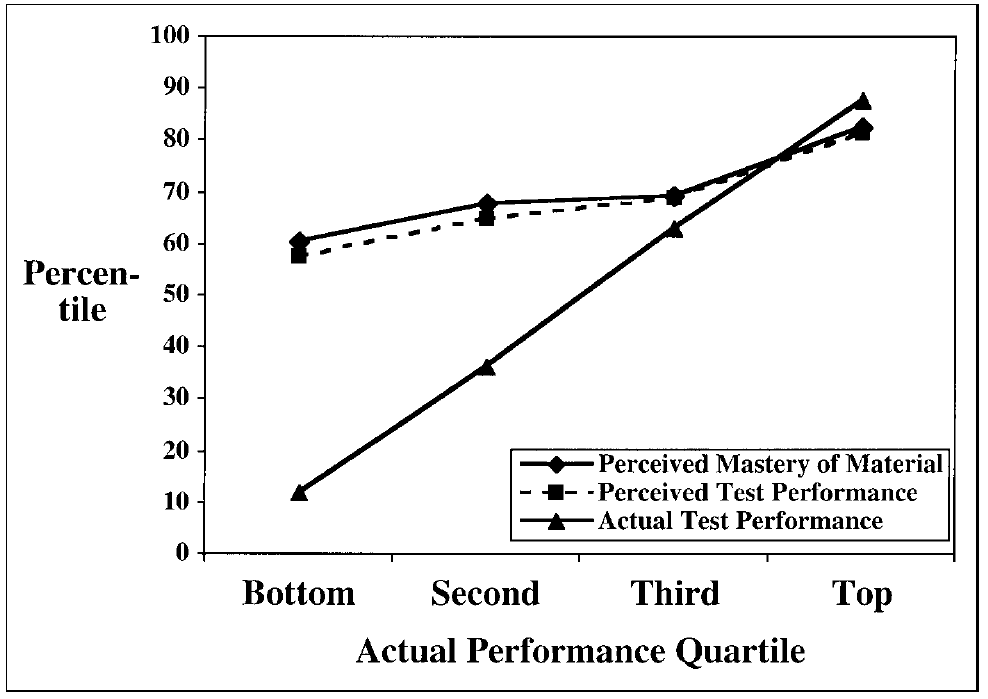 100
90
80
70
60
50
40
30
20
10
0
Percen-
tile
Perceived Mastery of Material
Perceived Test Performance
Actual Test Performance
Bottom Second Third Top
Actual Performance Quartile